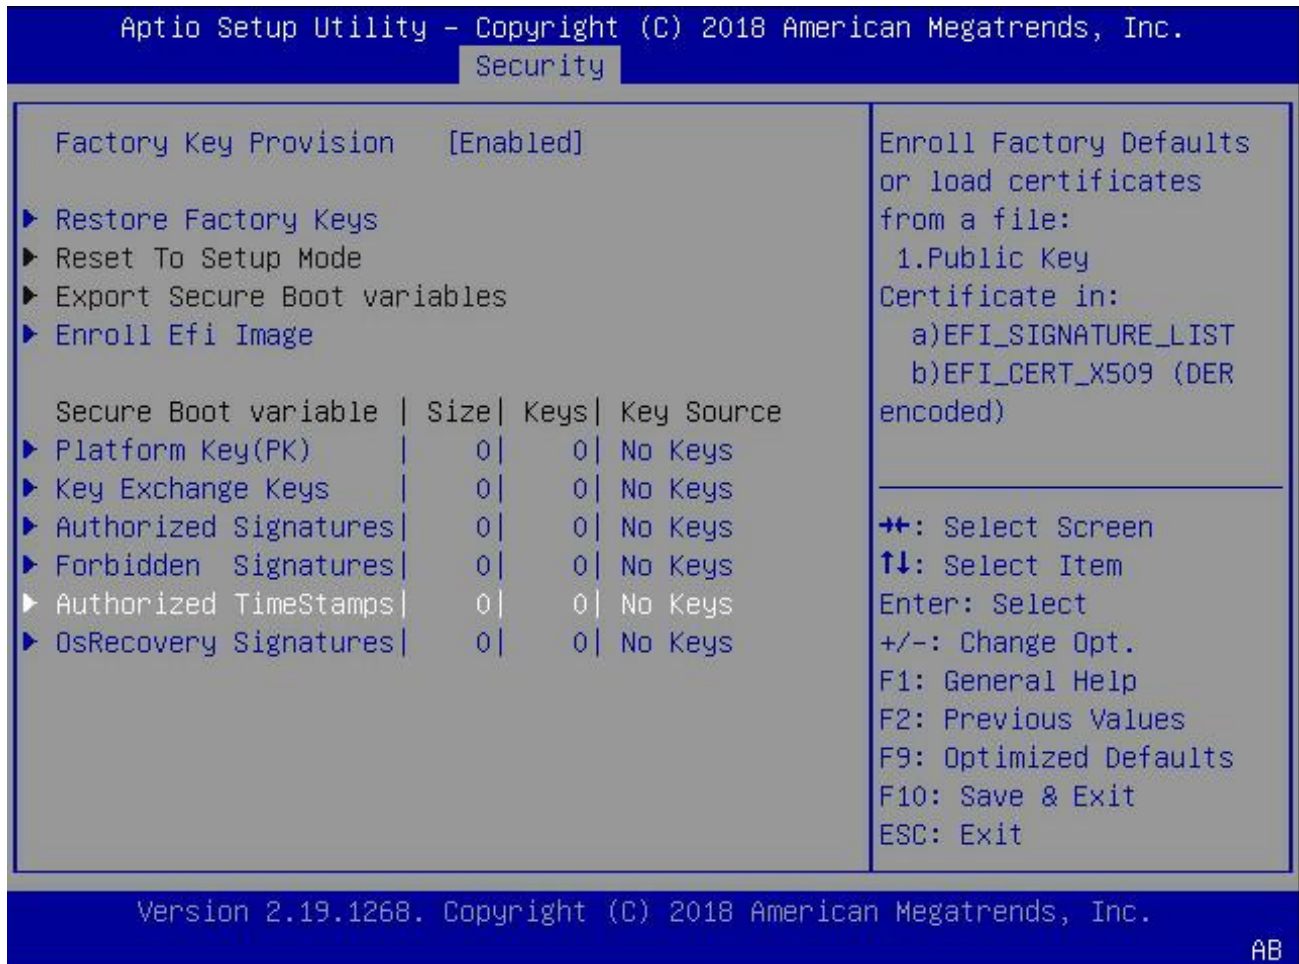 Aptio Setup Utility – Copyright (C) 2018 American Megatrends, Inc.
Security
Factory Key Provision [Enabled]
▶ Restore Factory Keys
▶ Reset To Setup Mode
▶ Export Secure Boot variables
▶ Enroll Efi Image
Secure Boot variable | Size| Keys| Key Source
▶ Platform Key(PK) | 0| 0| No Keys
▶ Key Exchange Keys | 0| 0| No Keys
▶ Authorized Signatures| 0| 0| No Keys
▶ Forbidden Signatures| 0| 0| No Keys
▶ Authorized TimeStamps| 0| 0| No Keys
▶ OsRecovery Signatures| 0| 0| No Keys
Enroll Factory Defaults
or load certificates
from a file:
1.Public Key
Certificate in:
a)EFI_SIGNATURE_LIST
b)EFI_CERT_X509 (DER
encoded)
→←: Select Screen
↑↓: Select Item
Enter: Select
+/-: Change Opt.
F1: General Help
F2: Previous Values
F9: Optimized Defaults
F10: Save & Exit
ESC: Exit
Version 2.19.1268. Copyright (C) 2018 American Megatrends, Inc.
AB